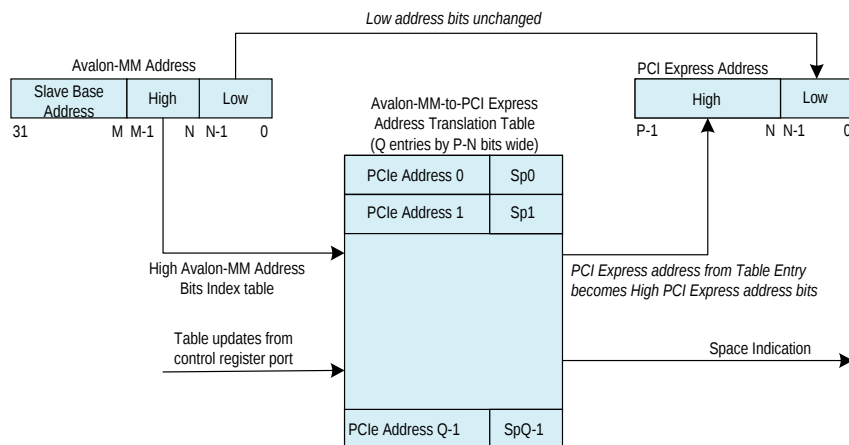 Low address bits unchanged
Avalon-MM Address
PCI Express Address
Slave Base
Address
High
Low
31
M
M-1
N
N-1
0
Avalon-MM-to-PCI Express
Address Translation Table
(Q entries by P-N bits wide)
High
Low
P-1
N
N-1
0
PCIe Address 0
Sp0
PCIe Address 1
Sp1
High Avalon-MM Address
Bits Index table
PCI Express address from Table Entry
becomes High PCI Express address bits
Table updates from
control register port
Space Indication
PCIe Address Q-1
SpQ-1